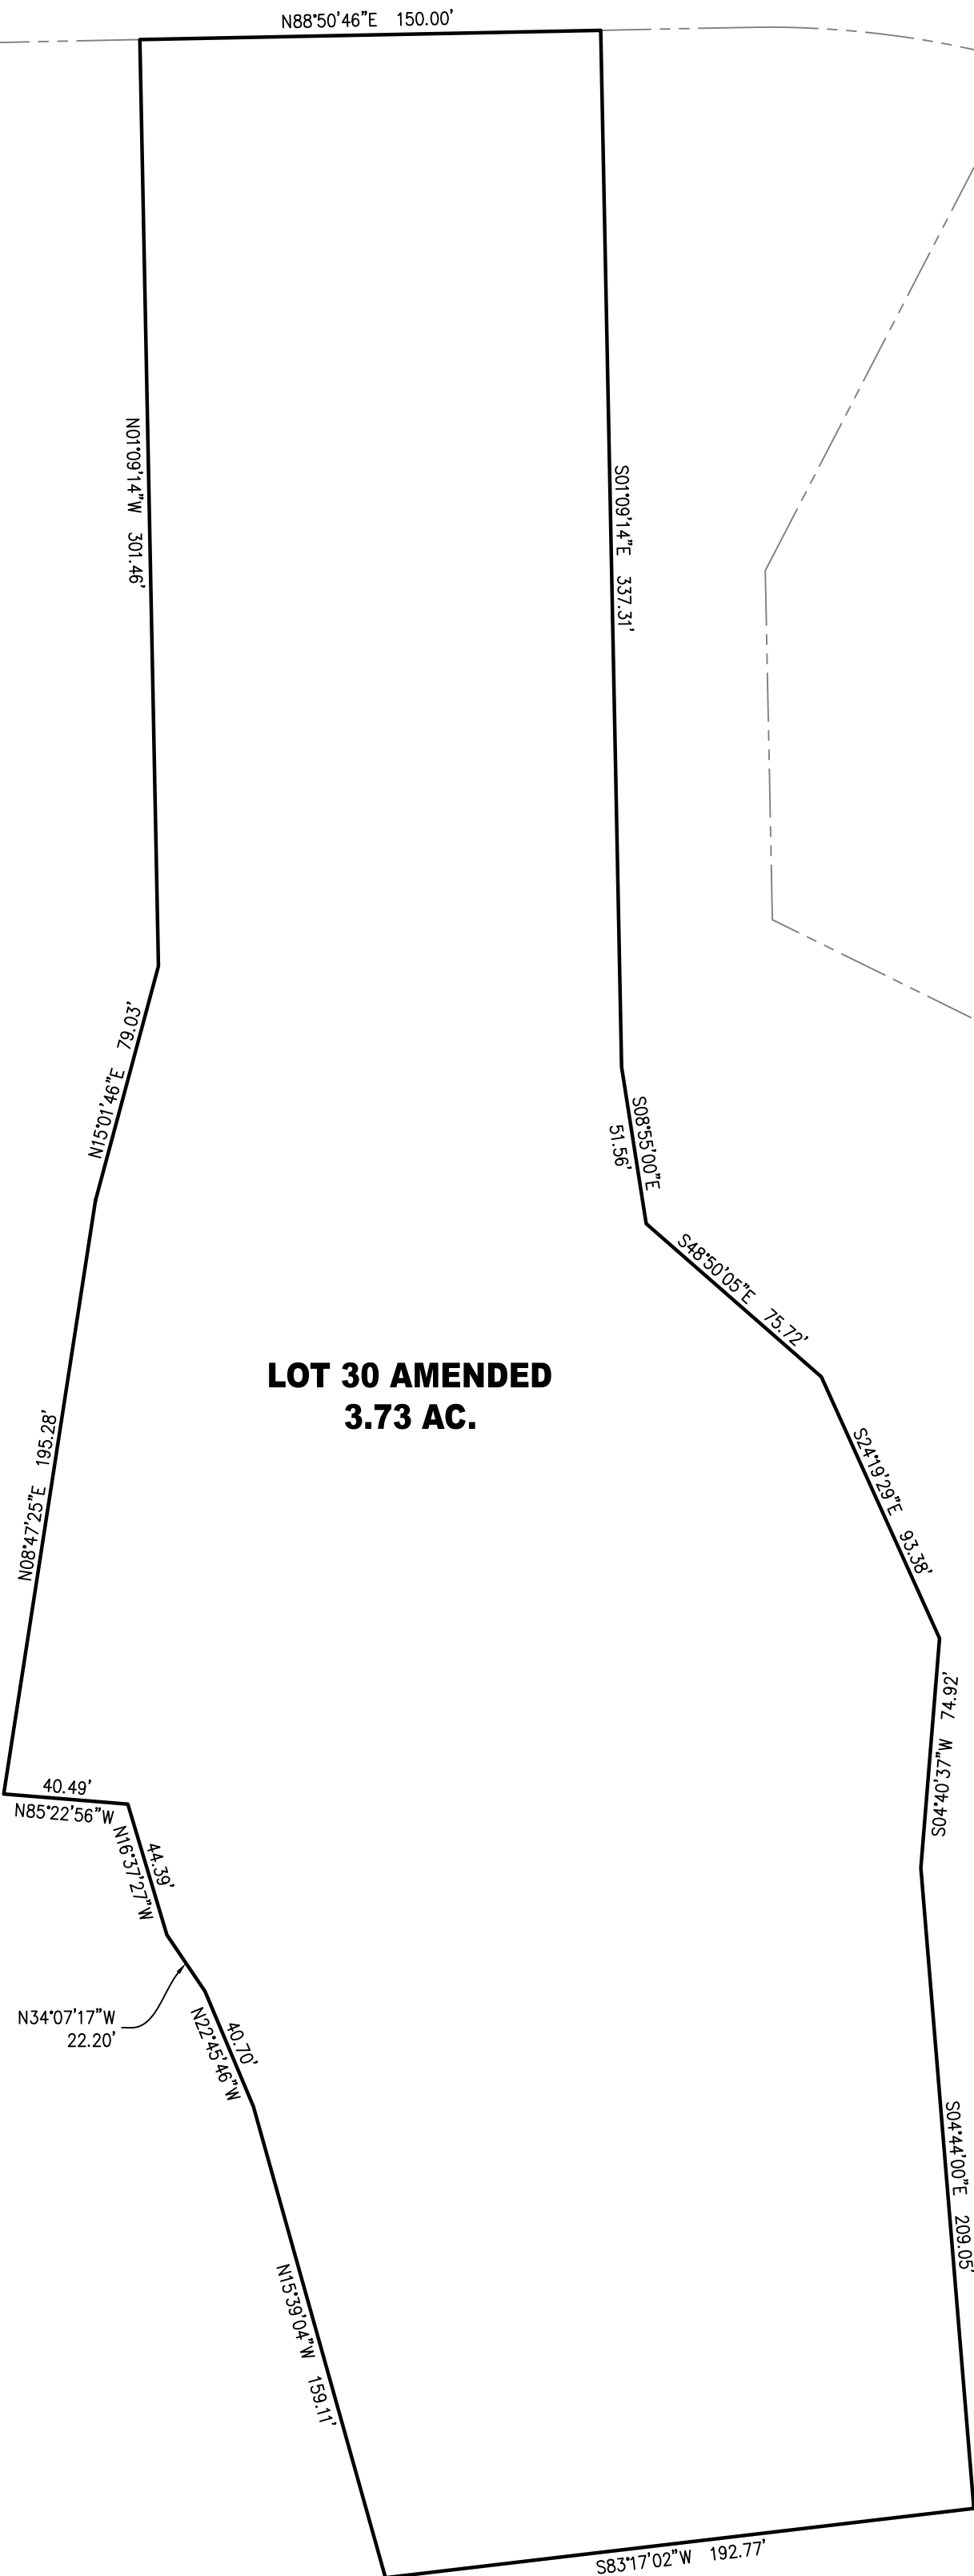 N88°50'46"E 150.00'
N01°09'14"W 301.46'
S01°09'14"E 337.31'
N15°01'46"E 79.03'
S08°55'00"E
51.56'
S48°50'05"E 75.72'
LOT 30 AMENDED
3.73 AC.
N08°47'25"E 195.28'
S24°19'29"E 93.38'
S04°40'37"W 74.92'
40.49'
N85°22'56"W
44.39'
N16°37'27"W
N34°07'17"W
22.20'
40.70'
N22°45'46"W
S04°44'00"E 209.05'
N15°39'04"W 159.11'
S83°17'02"W 192.77'